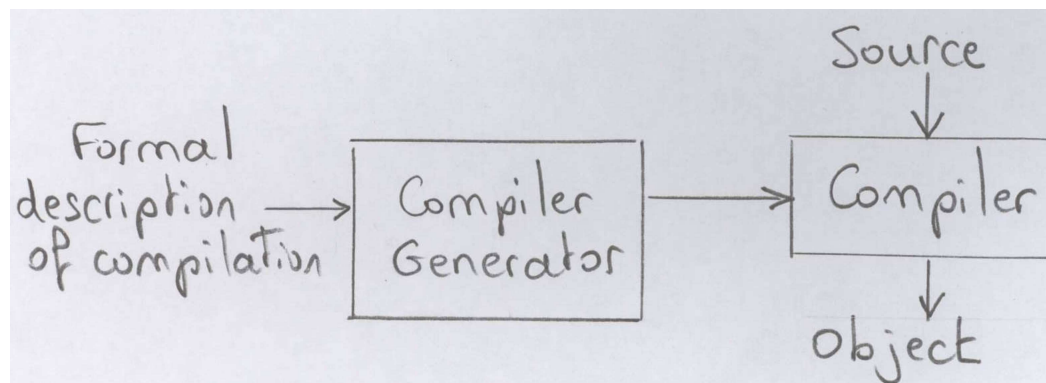 Formal
description
of compilation
Compiler
Generator
Source
Compiler
Object